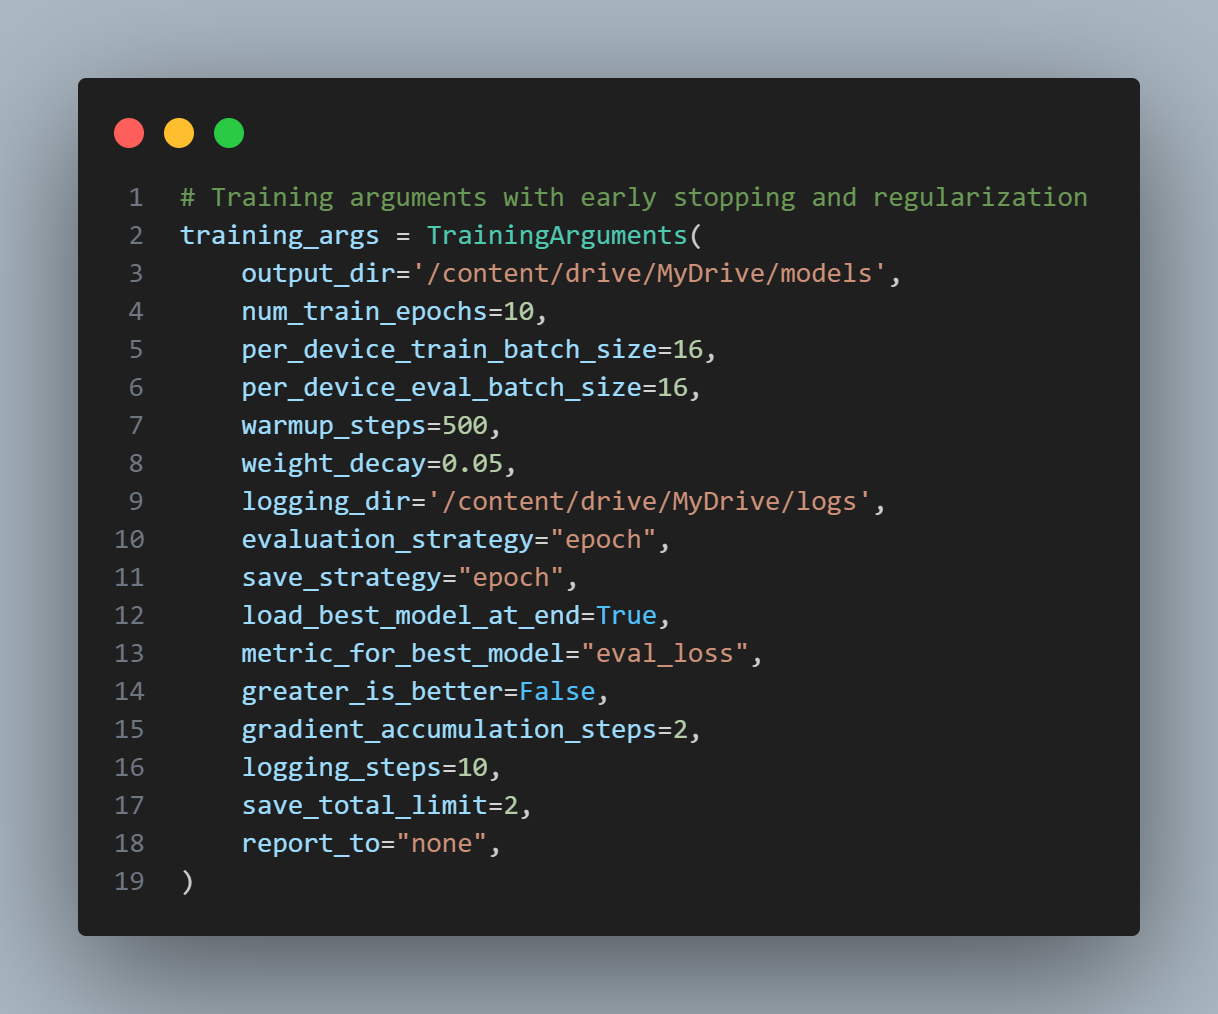 1 # Training arguments with early stopping and regularization
2 training_args = TrainingArguments(
3     output_dir='/content/drive/MyDrive/models',
4     num_train_epochs=10,
5     per_device_train_batch_size=16,
6     per_device_eval_batch_size=16,
7     warmup_steps=500,
8     weight_decay=0.05,
9     logging_dir='/content/drive/MyDrive/logs',
10     evaluation_strategy="epoch",
11     save_strategy="epoch",
12     load_best_model_at_end=True,
13     metric_for_best_model="eval_loss",
14     greater_is_better=False,
15     gradient_accumulation_steps=2,
16     logging_steps=10,
17     save_total_limit=2,
18     report_to="none",
19 )